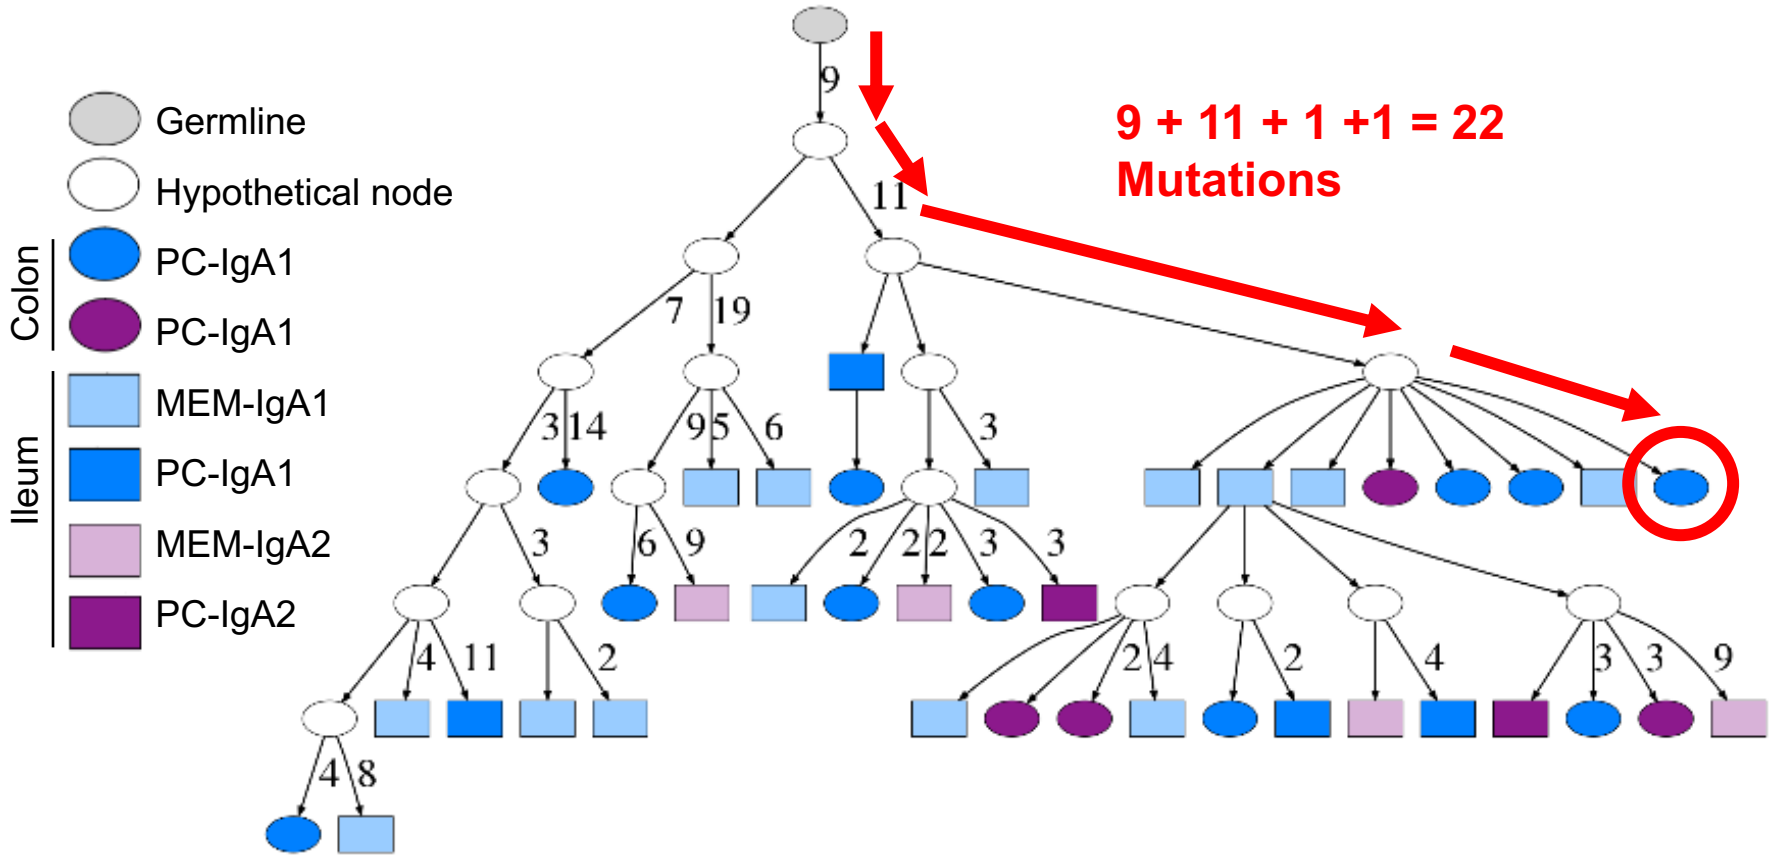 9
Germline
9 + 11 + 1 +1 = 22
Mutations
Hypothetical node
11
Colon
PC-IgA1
PC-IgA1
7 19
Ileum
MEM-IgA1
PC-IgA1
MEM-IgA2
PC-IgA2
3 14 9 5 6 3
3 6 9 2 2 2 3 3
4 11 2 2 4 2 4 3 3 9
4 8